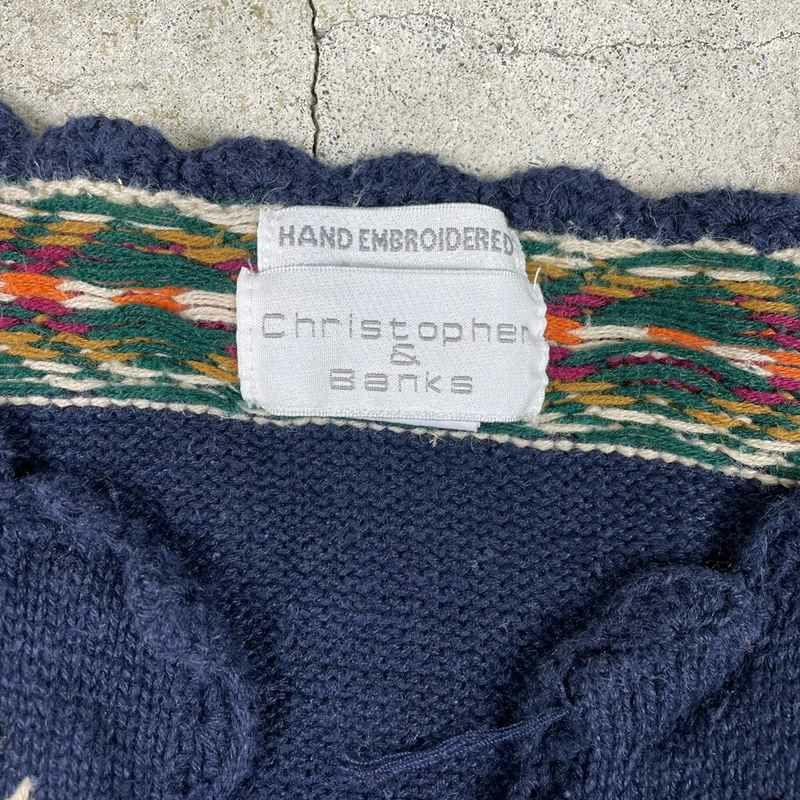 HAND EMBROIDERED
Christopher
&
Banks